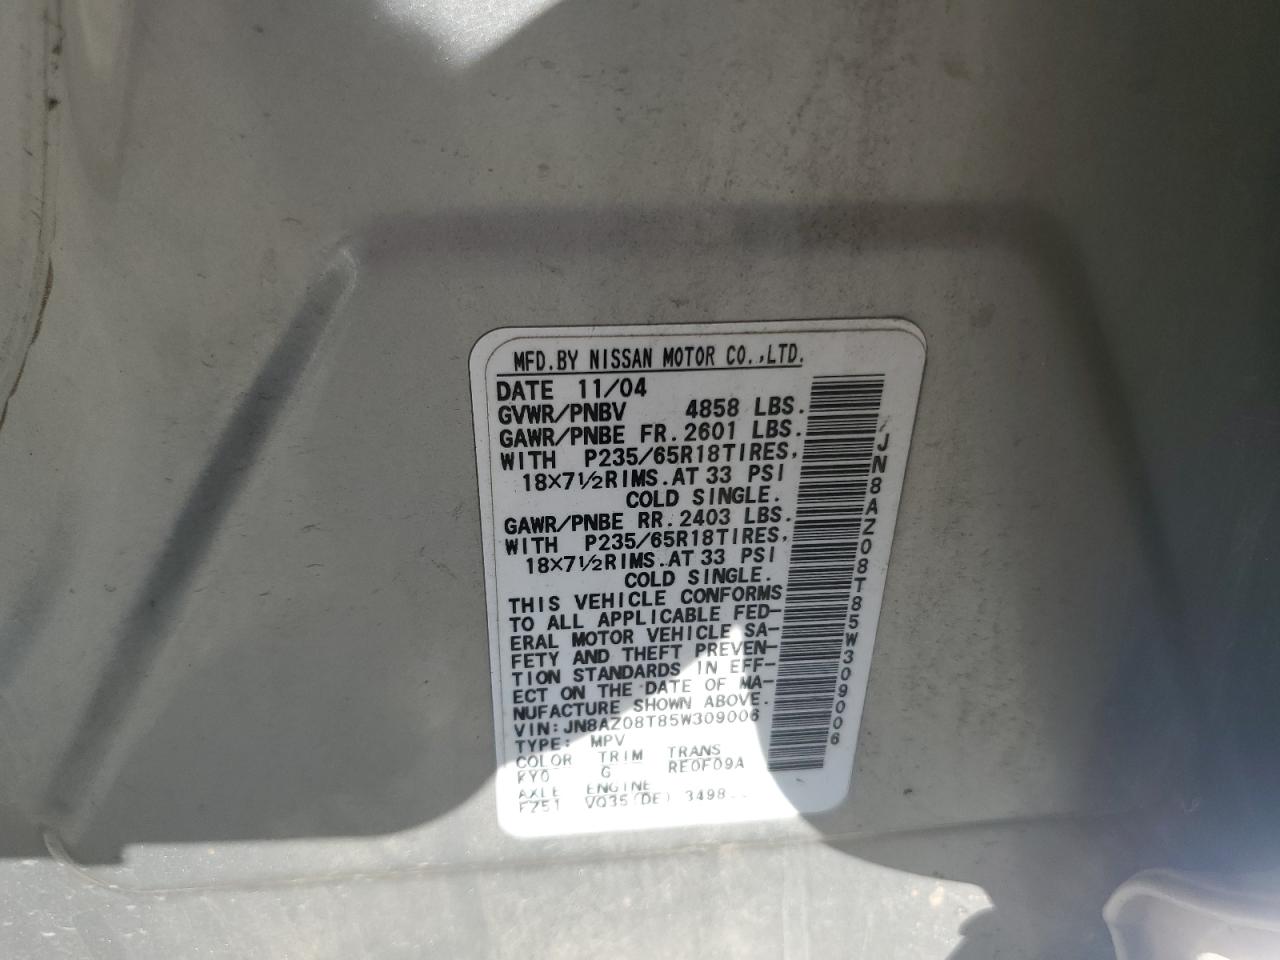 MFD.BY NISSAN MOTOR CO.,LTD.
DATE 11/04
GVWR/PNBV 4858 LBS.
GAWR/PNBE FR.2601 LBS.
WITH P235/65R18TIRES,
18×7½RIMS.AT 33 PSI
COLD SINGLE.
GAWR/PNBE RR.2403 LBS.
WITH P235/65R18TIRES,
18×7½RIMS.AT 33 PSI
COLD SINGLE.
THIS VEHICLE CONFORMS
TO ALL APPLICABLE FED-
ERAL MOTOR VEHICLE SA-
FETY AND THEFT PREVEN-
TION STANDARDS IN EFF-
ECT ON THE DATE OF MA-
NUFACTURE SHOWN ABOVE.
VIN: JN8AZ08T85W309006
TYPE: MPV
COLOR TRIM TRANS
KY0 G RE0F09A
AXLE ENGINE
FZ51 VQ35(DE) 3498
JN8AZ08T85W309006